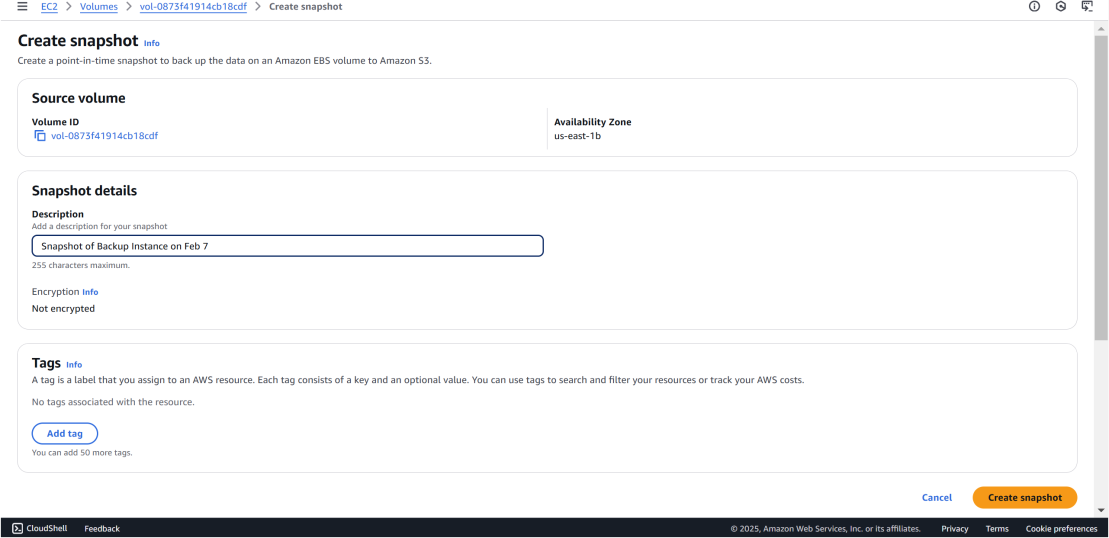 EC2 > Volumes > vol-0873f41914cb18cdf > Create snapshot
Create snapshot Info
Create a point-in-time snapshot to back up the data on an Amazon EBS volume to Amazon S3.
Source volume
Volume ID
vol-0873f41914cb18cdf
Availability Zone
us-east-1b
Snapshot details
Description
Add a description for your snapshot
Snapshot of Backup Instance on Feb 7
255 characters maximum.
Encryption Info
Not encrypted
Tags Info
A tag is a label that you assign to an AWS resource. Each tag consists of a key and an optional value. You can use tags to search and filter your resources or track your AWS costs.
No tags associated with the resource.
Add tag
You can add 50 more tags.
Cancel Create snapshot
CloudShell Feedback © 2025, Amazon Web Services, Inc. or its affiliates. Privacy Terms Cookie preferences